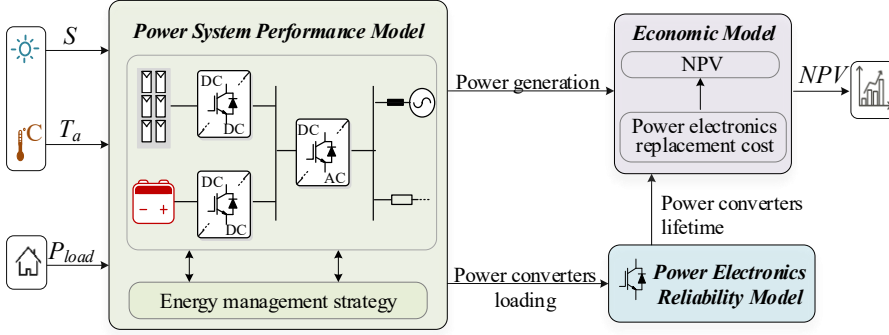 S
°C
T_a
P_load
Power System Performance Model
DC
DC
DC
DC
DC
AC
Energy management strategy
Power generation
Power converters
loading
Economic Model
NPV
Power electronics
replacement cost
NPV
Power converters
lifetime
Power Electronics
Reliability Model